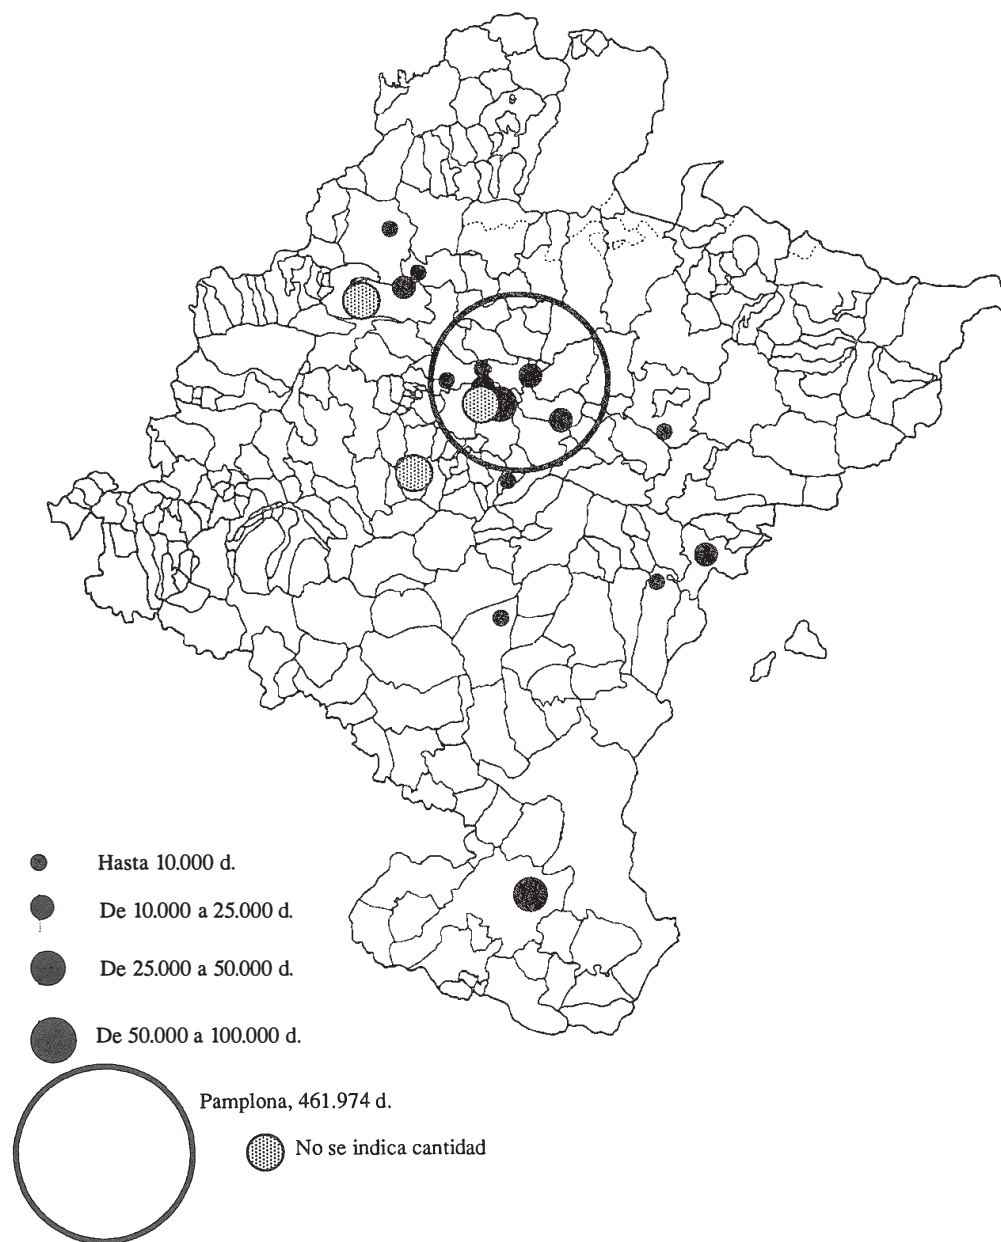 Hasta 10.000 d.
De 10.000 a 25.000 d.
De 25.000 a 50.000 d.
De 50.000 a 100.000 d.
Pamplona, 461.974 d.
No se indica cantidad